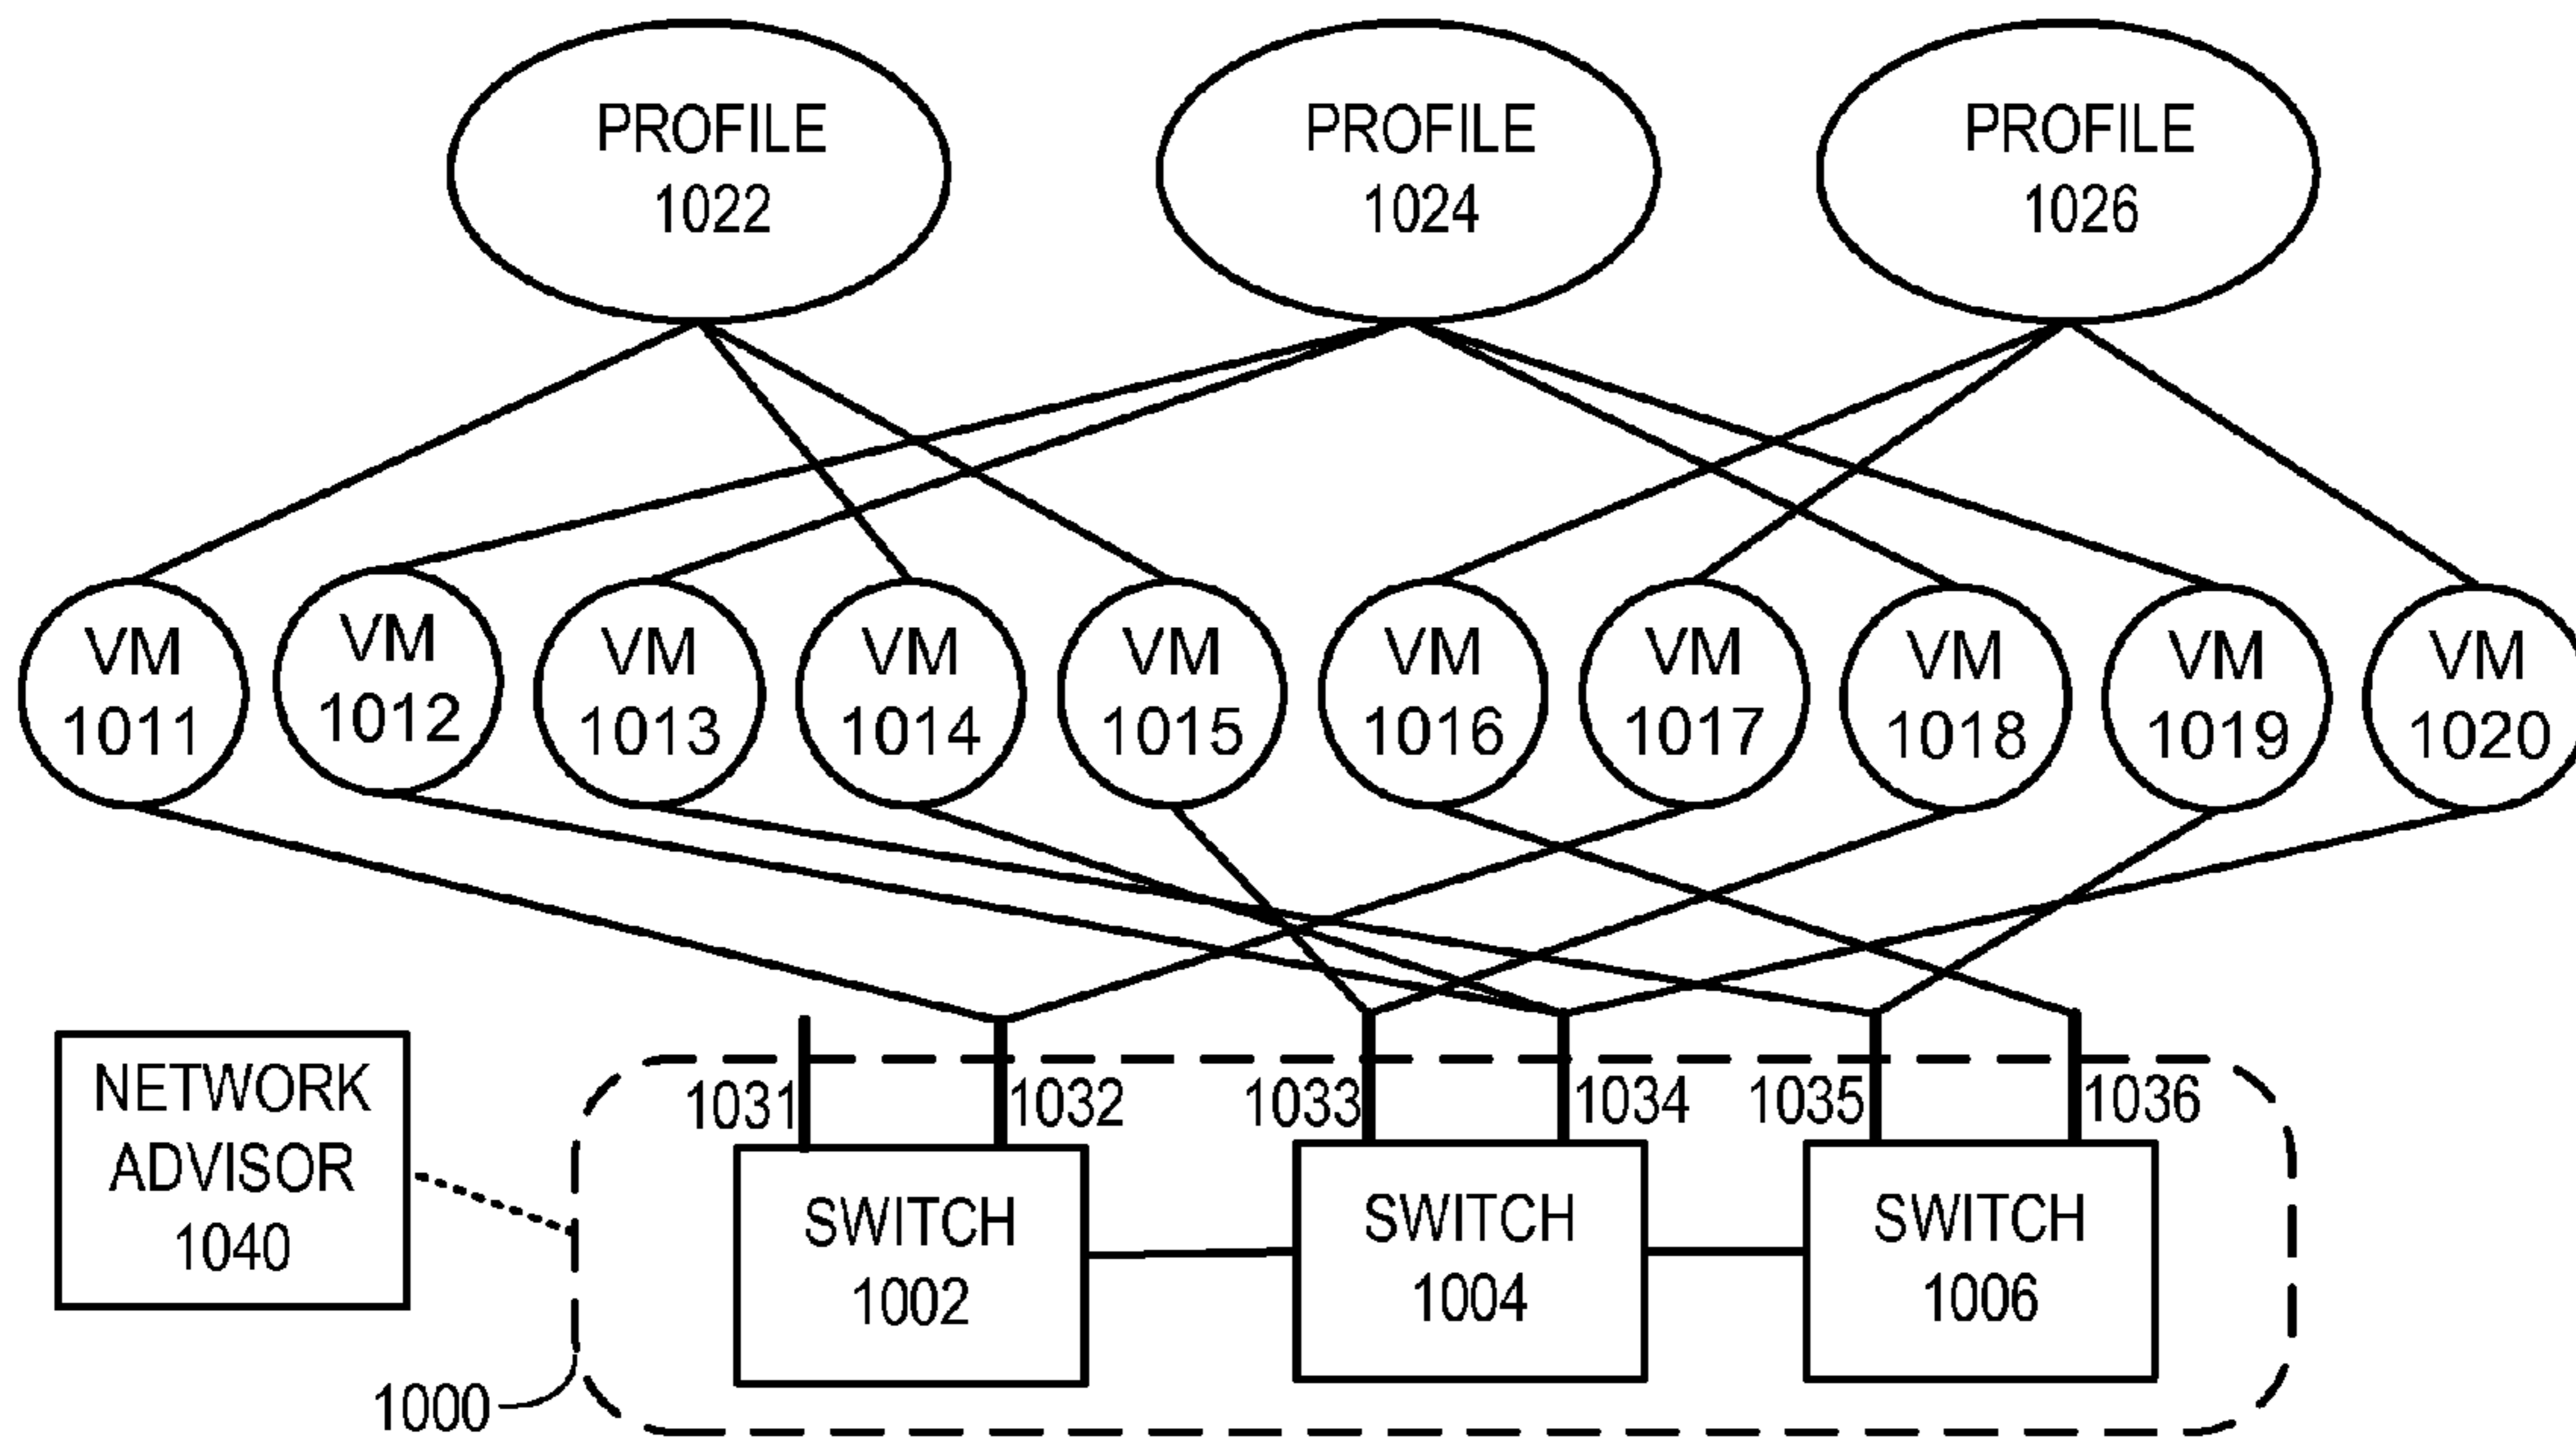 PROFILE
1022
PROFILE
1024
PROFILE
1026
VM
1011
VM
1012
VM
1013
VM
1014
VM
1015
VM
1016
VM
1017
VM
1018
VM
1019
VM
1020
NETWORK
ADVISOR
1040
1031
1032
1033
1034
1035
1036
SWITCH
1002
SWITCH
1004
SWITCH
1006
1000